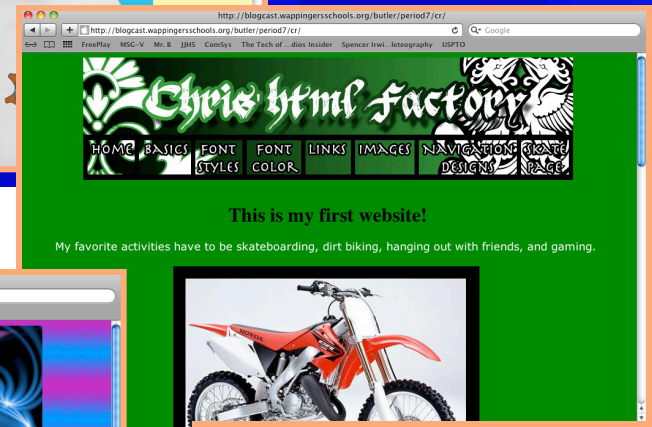 http://blogcast.wappingersschools.org/butler/period7/cr/
http://blogcast.wappingersschools.org/butler/period7/cr/
Google
FreePlay MSG-V Mr. 8 JJHS ComSys The Tech of ...dios Insider Spencer Irwi...leteography USPTO
Chris html Factory
HOME BASICS FONT STYLES FONT COLOR LINKS IMAGES NAVIGATION DESIGNS SKATE PAGE
This is my first website!
My favorite activities have to be skateboarding, dirt biking, hanging out with friends, and gaming.
HONDA